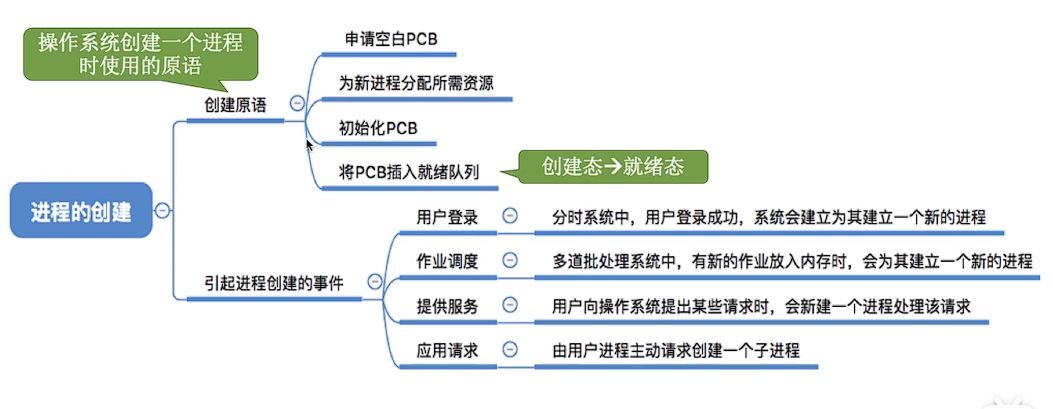 操作系统创建一个进程
时使用的原语
申请空白PCB
为新进程分配所需资源
创建原语
初始化PCB
将PCB插入就绪队列
创建态→就绪态
进程的创建
用户登录
分时系统中，用户登录成功，系统会建立为其建立一个新的进程
作业调度
多道批处理系统中，有新的作业放入内存时，会为其建立一个新的进程
引起进程创建的事件
提供服务
用户向操作系统提出某些请求时，会新建一个进程处理该请求
应用请求
由用户进程主动请求创建一个子进程